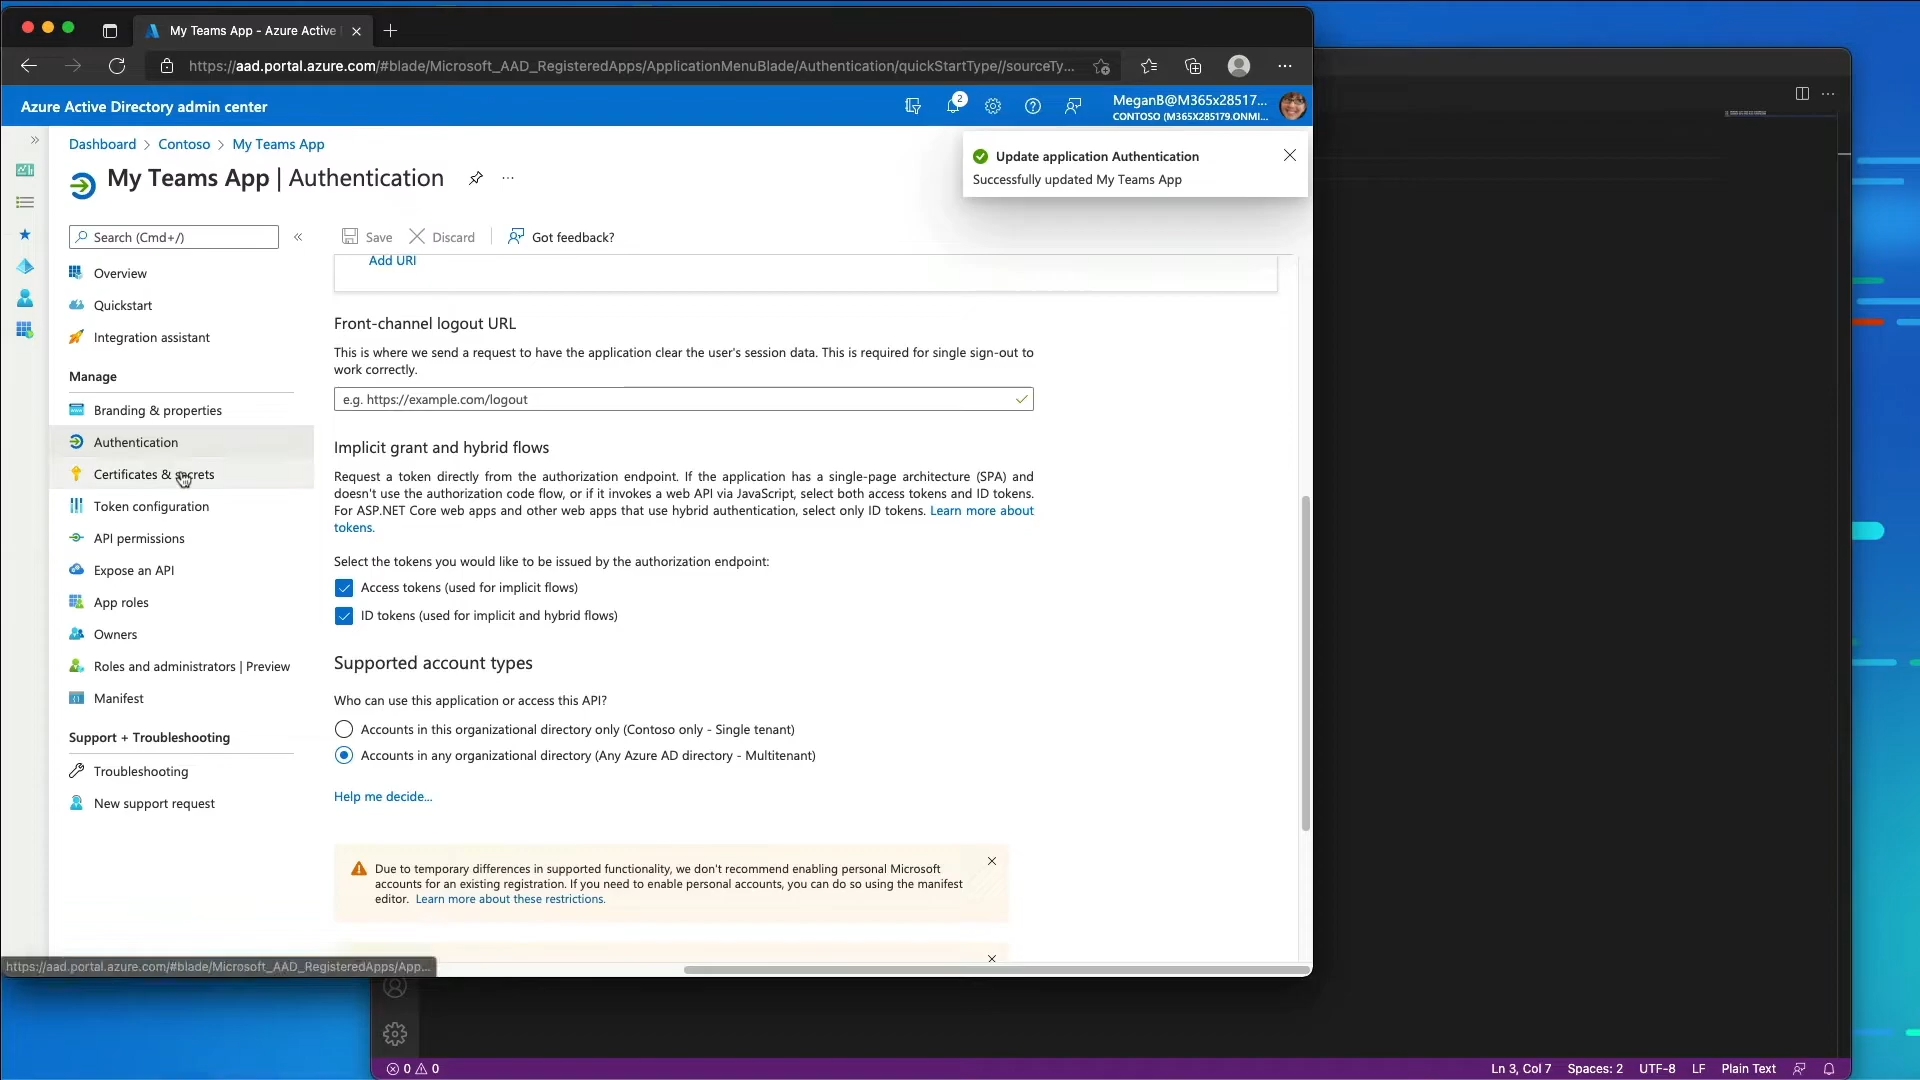 My Teams App - Azure Active
https://aad.portal.azure.com/#blade/Microsoft_AAD_RegisteredApps/ApplicationMenuBlade/Authentication/quickStartType//sourceTy...
Azure Active Directory admin center
2
MeganB@M365x28517...
CONTOSO (M365X285179.ONMI...
Dashboard > Contoso > My Teams App
My Teams App | Authentication
Update application Authentication
Successfully updated My Teams App
Search (Cmd+/)
Save
Discard
Got feedback?
Overview
Quickstart
Integration assistant
Manage
Branding & properties
Authentication
Certificates & secrets
Token configuration
API permissions
Expose an API
App roles
Owners
Roles and administrators | Preview
Manifest
Support + Troubleshooting
Troubleshooting
New support request
Add URI
Front-channel logout URL
This is where we send a request to have the application clear the user's session data. This is required for single sign-out to
work correctly.
e.g. https://example.com/logout
Implicit grant and hybrid flows
Request a token directly from the authorization endpoint. If the application has a single-page architecture (SPA) and
doesn't use the authorization code flow, or if it invokes a web API via JavaScript, select both access tokens and ID tokens.
For ASP.NET Core web apps and other web apps that use hybrid authentication, select only ID tokens. Learn more about
tokens.
Select the tokens you would like to be issued by the authorization endpoint:
Access tokens (used for implicit flows)
ID tokens (used for implicit and hybrid flows)
Supported account types
Who can use this application or access this API?
Accounts in this organizational directory only (Contoso only - Single tenant)
Accounts in any organizational directory (Any Azure AD directory - Multitenant)
Help me decide...
Due to temporary differences in supported functionality, we don't recommend enabling personal Microsoft
accounts for an existing registration. If you need to enable personal accounts, you can do so using the manifest
editor. Learn more about these restrictions.
https://aad.portal.azure.com/#blade/Microsoft_AAD_RegisteredApps/App...
0 0
Ln 3, Col 7
Spaces: 2
UTF-8
LF
Plain Text